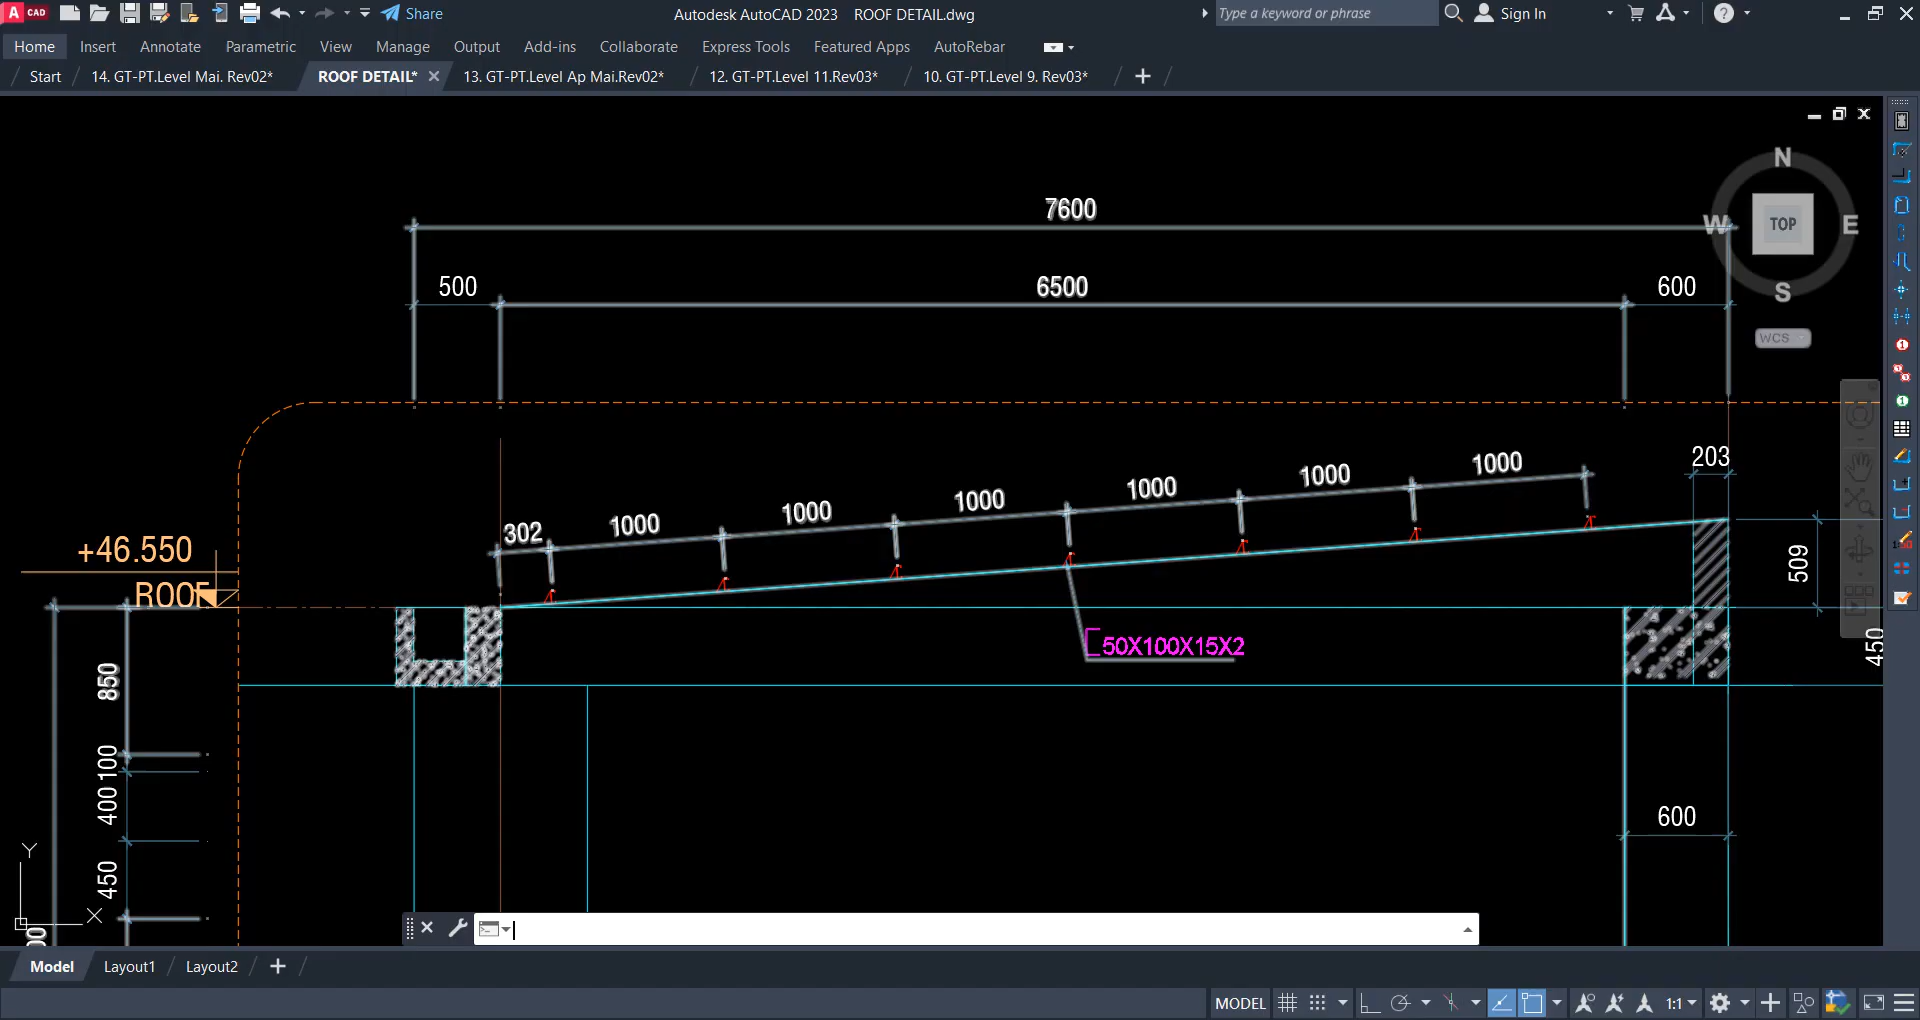 A CAD
Share
Autodesk AutoCAD 2023 ROOF DETAIL.dwg
Type a keyword or phrase
Sign In
Home Insert Annotate Parametric View Manage Output Add-ins Collaborate Express Tools Featured Apps AutoRebar
Start 14. GT-PT.Level Mai. Rev02* ROOF DETAIL* 13. GT-PT.Level Ap Mai.Rev02* 12. GT-PT.Level 11.Rev03* 10. GT-PT.Level 9. Rev03*
N
7600
W TOP E
500 6500 600
S
WCS
203
302 1000 1000 1000 1000 1000 1000
+46.550
ROOF
509
50X100X15X2
450
850
100
400
600
450
Y
X
Model Layout1 Layout2
MODEL 1:1